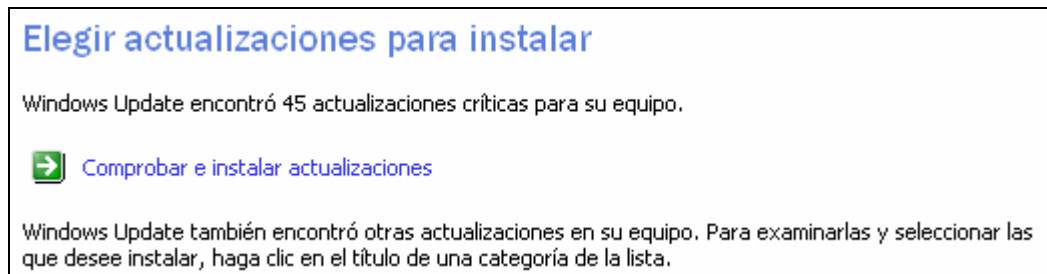 Elegir actualizaciones para instalar
Windows Update encontró 45 actualizaciones críticas para su equipo.
Comprobar e instalar actualizaciones
Windows Update también encontró otras actualizaciones en su equipo. Para examinarlas y seleccionar las
que desee instalar, haga clic en el título de una categoría de la lista.